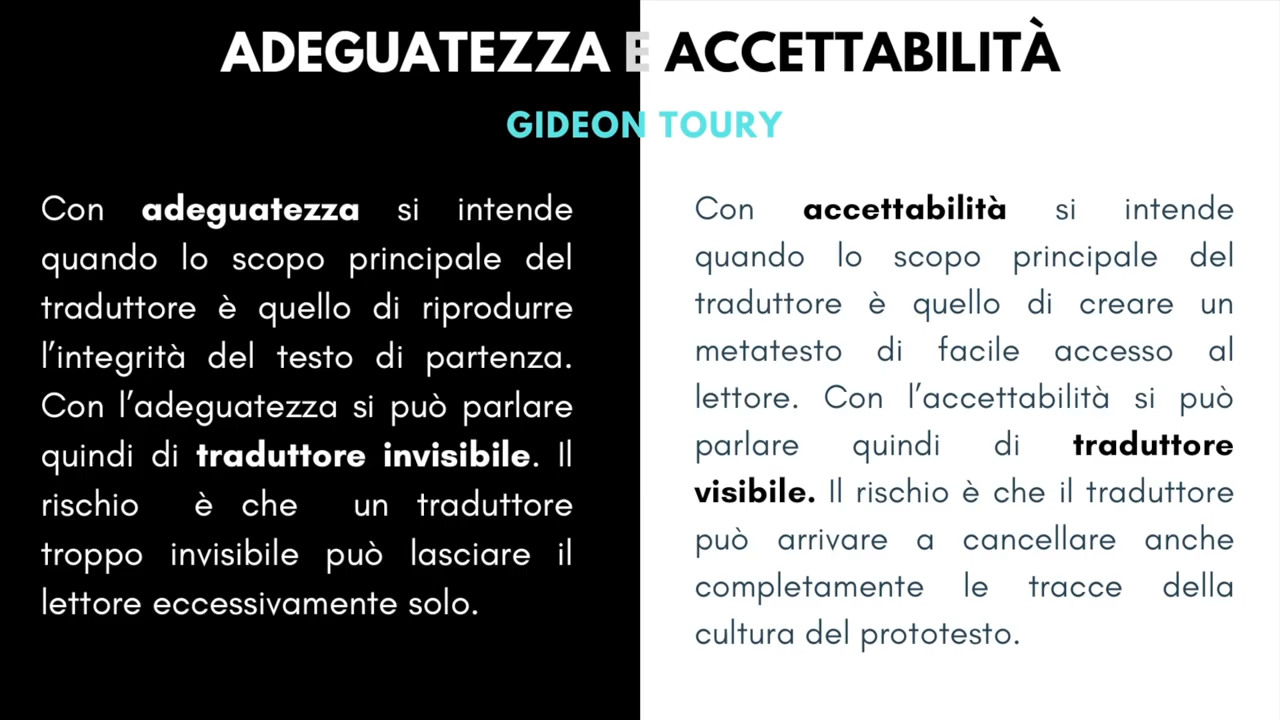 ADEGUATEZZA E ACCETTABILITÀ
GIDEON TOURY
Con adeguatezza si intende
quando lo scopo principale del
traduttore è quello di riprodurre
l’integrità del testo di partenza.
Con l’adeguatezza si può parlare
quindi di traduttore invisibile. Il
rischio è che un traduttore
troppo invisibile può lasciare il
lettore eccessivamente solo.
Con accettabilità si intende
quando lo scopo principale del
traduttore è quello di creare un
metatesto di facile accesso al
lettore. Con l’accettabilità si può
parlare quindi di traduttore
visibile. Il rischio è che il traduttore
può arrivare a cancellare anche
completamente le tracce della
cultura del prototesto.